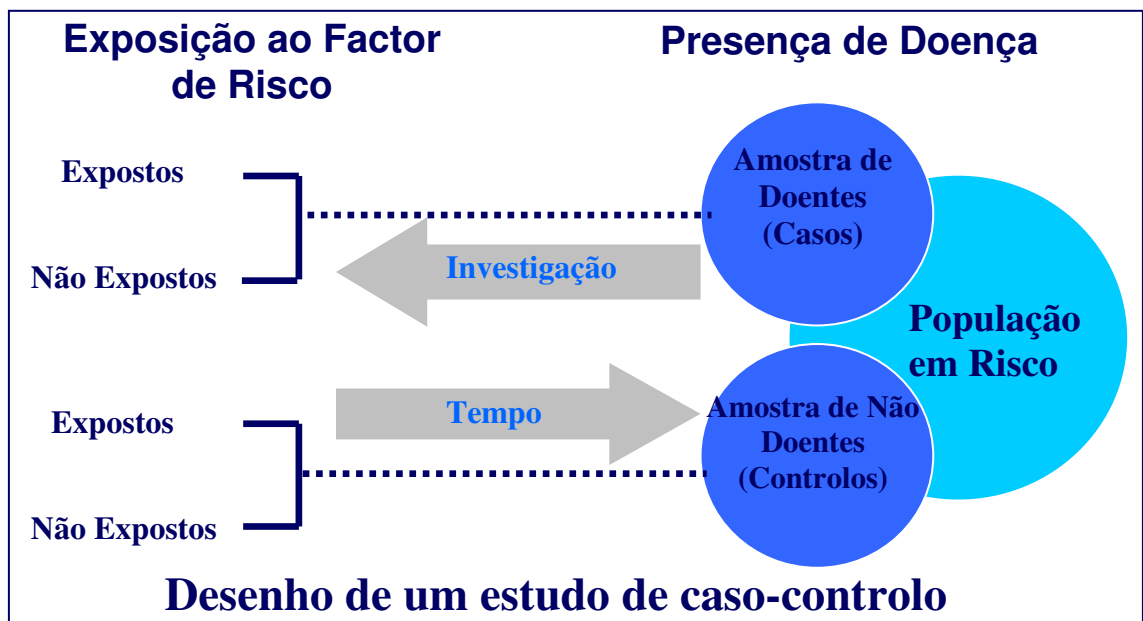 Exposição ao Factor
de Risco
Presença de Doença
Expostos
Não Expostos
Investigação
Amostra de
Doentes
(Casos)
População
em Risco
Expostos
Não Expostos
Tempo
Amostra de Não
Doentes
(Controlos)
Desenho de um estudo de caso-controlo